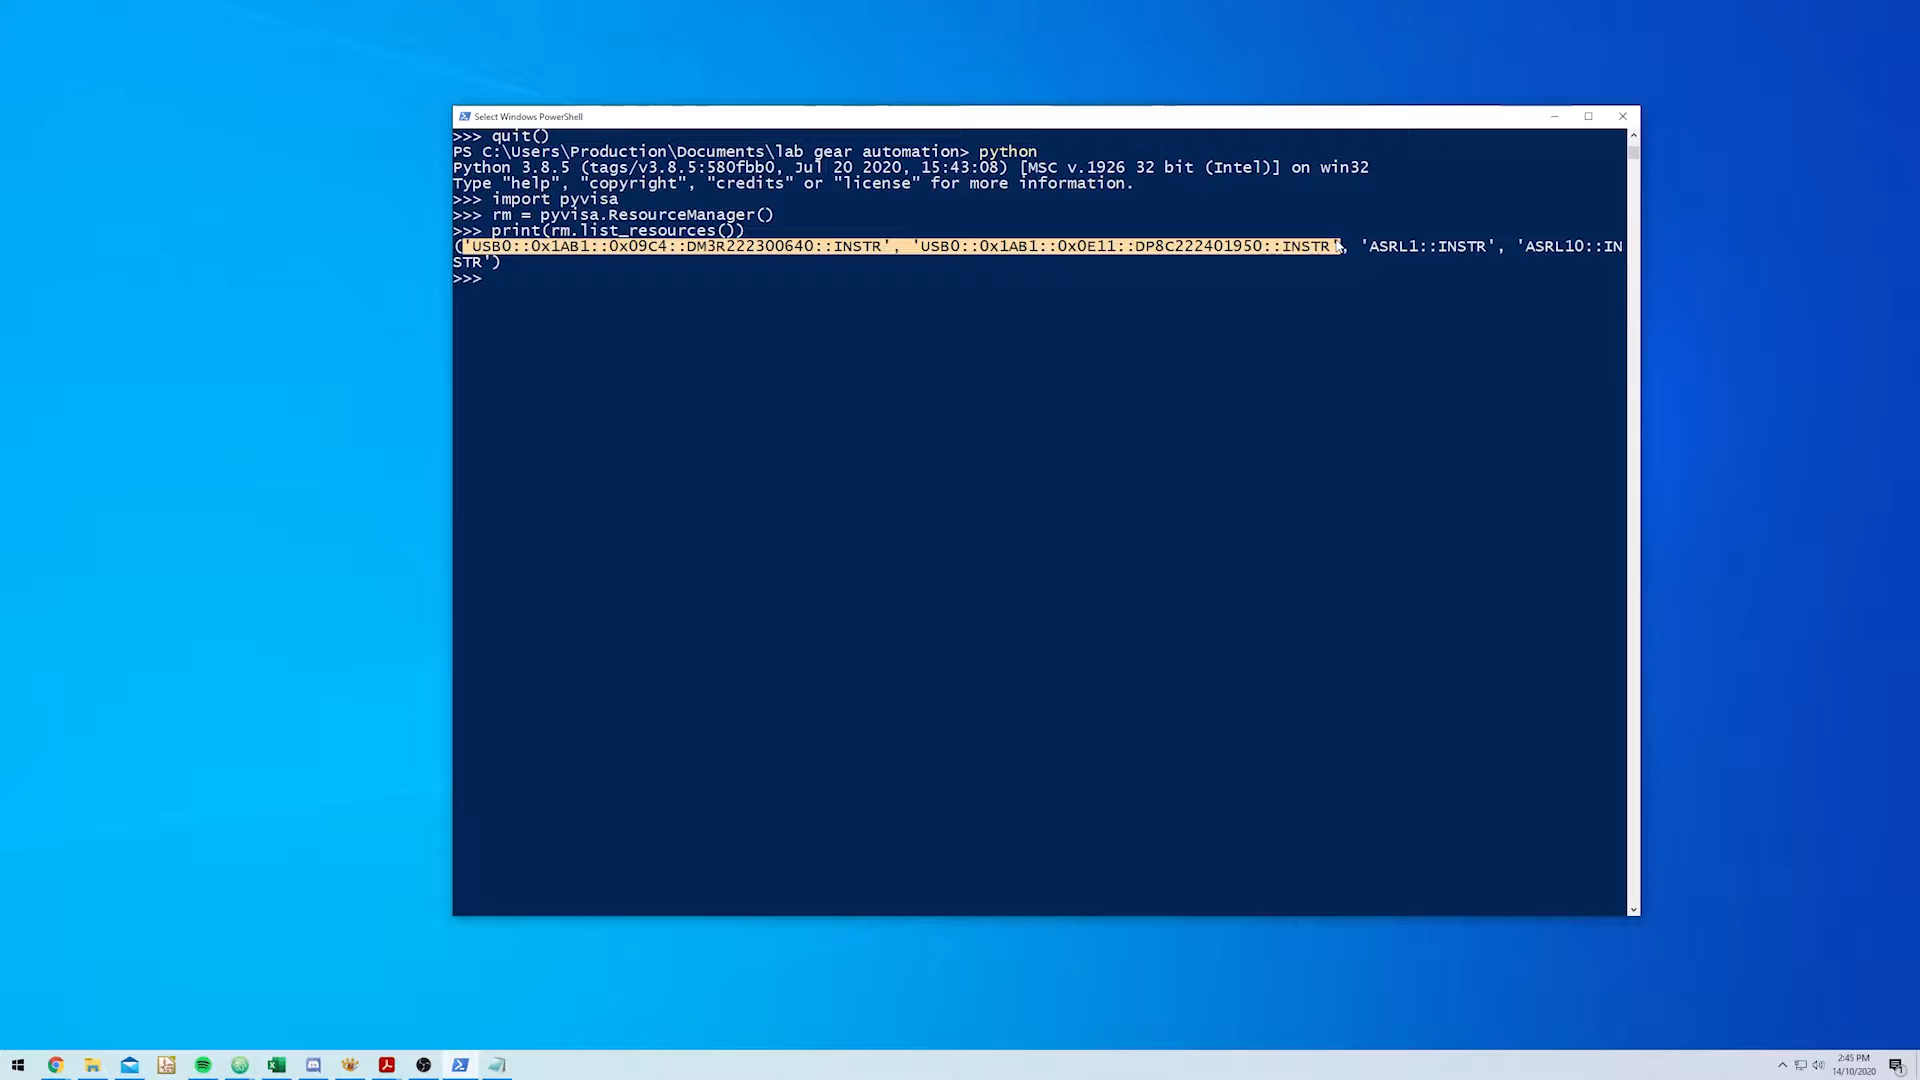 Select Windows PowerShell
>>> quit()
PS C:\Users\Production\Documents\lab gear automation> python
Python 3.8.5 (tags/v3.8.5:580fbb0, Jul 20 2020, 15:43:08) [MSC v.1926 32 bit (Intel)] on win32
Type "help", "copyright", "credits" or "license" for more information.
>>> import pyvisa
>>> rm = pyvisa.ResourceManager()
>>> print(rm.list_resources())
('USB0::0x1AB1::0x09C4::DM3R222300640::INSTR', 'USB0::0x1AB1::0x0E11::DP8C222401950::INSTR', 'ASRL1::INSTR', 'ASRL10::IN
STR')
>>>
2:45 PM
14/10/2020